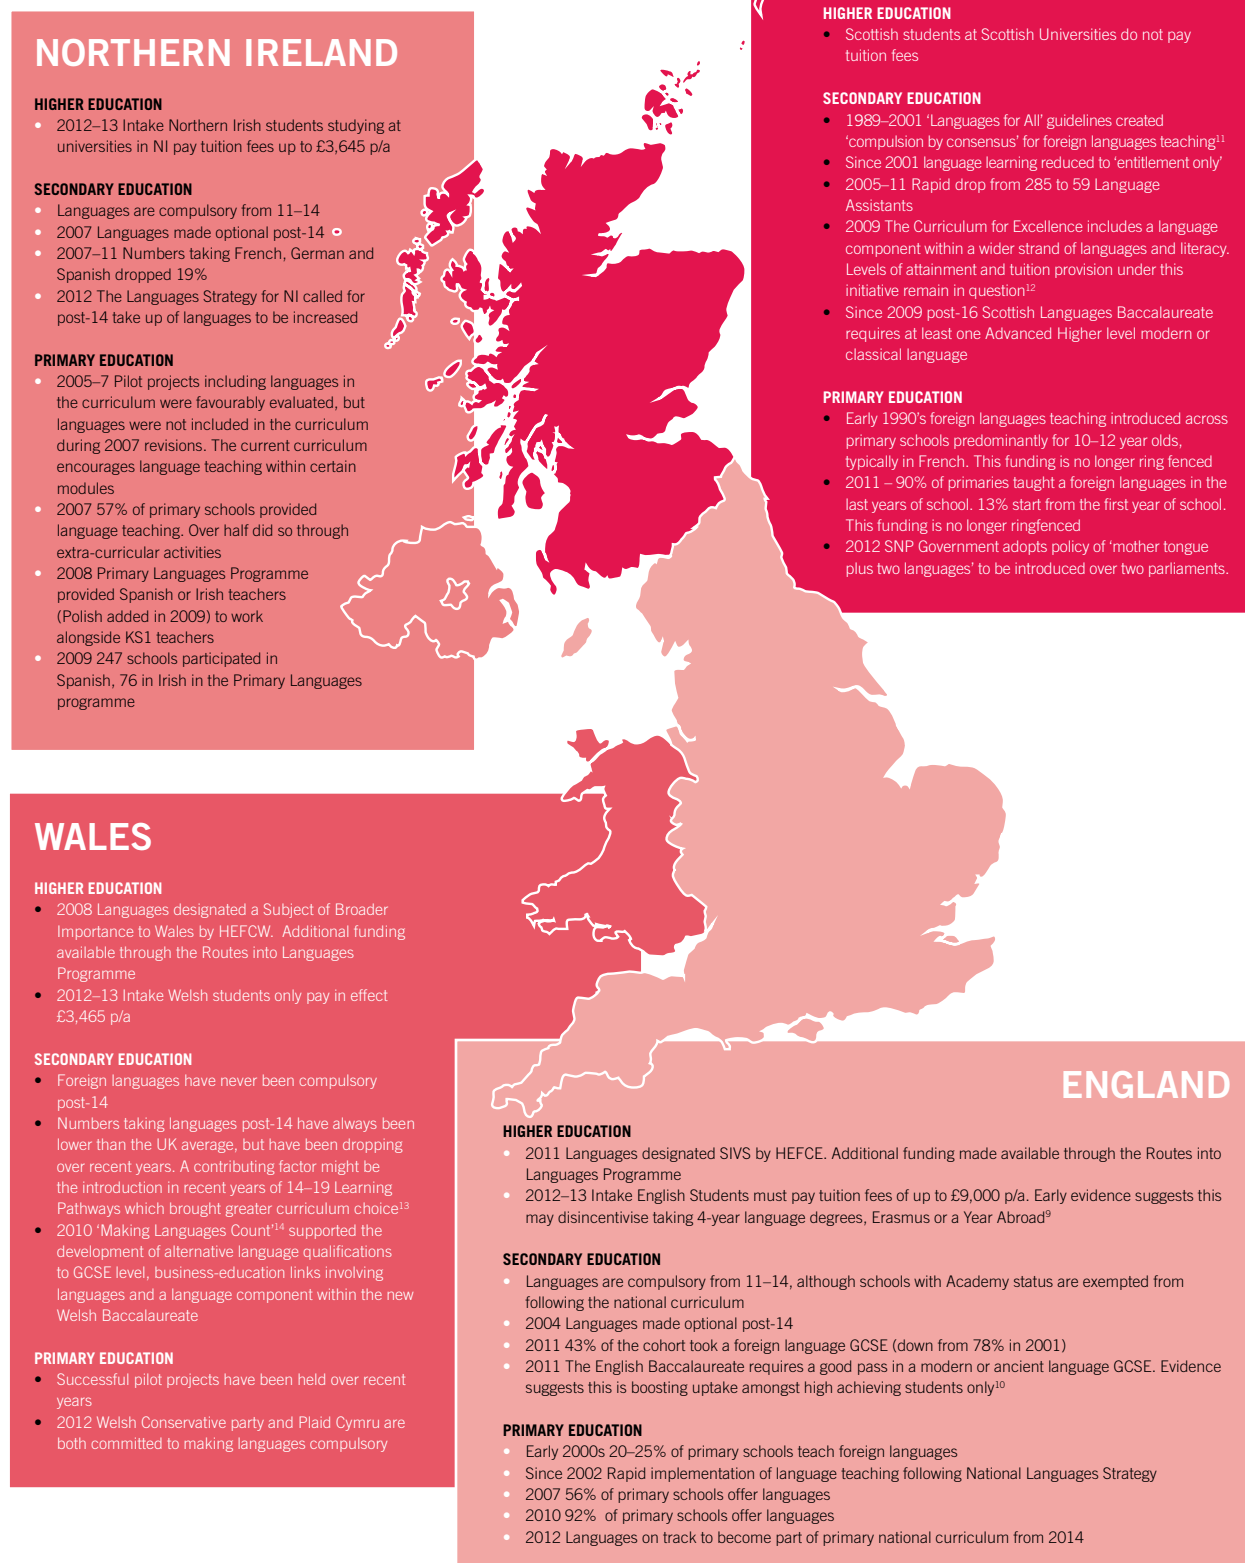 NORTHERN IRELAND
HIGHER EDUCATION
• 2012–13 Intake Northern Irish students studying at
universities in NI pay tuition fees up to £3,645 p/a
SECONDARY EDUCATION
• Languages are compulsory from 11–14
• 2007 Languages made optional post-14
• 2007–11 Numbers taking French, German and
Spanish dropped 19%
• 2012 The Languages Strategy for NI called for
post-14 take up of languages to be increased
PRIMARY EDUCATION
• 2005–7 Pilot projects including languages in
the curriculum were favourably evaluated, but
languages were not included in the curriculum
during 2007 revisions. The current curriculum
encourages language teaching within certain
modules
• 2007 57% of primary schools provided
language teaching. Over half did so through
extra-curricular activities
• 2008 Primary Languages Programme
provided Spanish or Irish teachers
(Polish added in 2009) to work
alongside KS1 teachers
• 2009 247 schools participated in
Spanish, 76 in Irish in the Primary Languages
programme
HIGHER EDUCATION
• Scottish students at Scottish Universities do not pay
tuition fees
SECONDARY EDUCATION
• 1989–2001 ‘Languages for All’ guidelines created
‘compulsion by consensus’ for foreign languages teaching¹¹
• Since 2001 language learning reduced to ‘entitlement only’
• 2005–11 Rapid drop from 285 to 59 Language
Assistants
• 2009 The Curriculum for Excellence includes a language
component within a wider strand of languages and literacy.
Levels of attainment and tuition provision under this
initiative remain in question¹²
• Since 2009 post-16 Scottish Languages Baccalaureate
requires at least one Advanced Higher level modern or
classical language
PRIMARY EDUCATION
• Early 1990’s foreign languages teaching introduced across
primary schools predominantly for 10–12 year olds,
typically in French. This funding is no longer ring fenced
• 2011 – 90% of primaries taught a foreign languages in the
last years of school. 13% start from the first year of school.
This funding is no longer ringfenced
• 2012 SNP Government adopts policy of ‘mother tongue
plus two languages’ to be introduced over two parliaments.
WALES
HIGHER EDUCATION
• 2008 Languages designated a Subject of Broader
Importance to Wales by HEFCW. Additional funding
available through the Routes into Languages
Programme
• 2012–13 Intake Welsh students only pay in effect
£3,465 p/a
SECONDARY EDUCATION
• Foreign languages have never been compulsory
post-14
• Numbers taking languages post-14 have always been
lower than the UK average, but have been dropping
over recent years. A contributing factor might be
the introduction in recent years of 14–19 Learning
Pathways which brought greater curriculum choice¹³
• 2010 ‘Making Languages Count’¹⁴ supported the
development of alternative language qualifications
to GCSE level, business-education links involving
languages and a language component within the new
Welsh Baccalaureate
PRIMARY EDUCATION
• Successful pilot projects have been held over recent
years
• 2012 Welsh Conservative party and Plaid Cymru are
both committed to making languages compulsory
ENGLAND
HIGHER EDUCATION
• 2011 Languages designated SIVS by HEFCE. Additional funding made available through the Routes into
Languages Programme
• 2012–13 Intake English Students must pay tuition fees of up to £9,000 p/a. Early evidence suggests this
may disincentivise taking 4-year language degrees, Erasmus or a Year Abroad⁹
SECONDARY EDUCATION
• Languages are compulsory from 11–14, although schools with Academy status are exempted from
following the national curriculum
• 2004 Languages made optional post-14
• 2011 43% of the cohort took a foreign language GCSE (down from 78% in 2001)
• 2011 The English Baccalaureate requires a good pass in a modern or ancient language GCSE. Evidence
suggests this is boosting uptake amongst high achieving students only¹⁰
PRIMARY EDUCATION
• Early 2000s 20–25% of primary schools teach foreign languages
• Since 2002 Rapid implementation of language teaching following National Languages Strategy
• 2007 56% of primary schools offer languages
• 2010 92% of primary schools offer languages
• 2012 Languages on track to become part of primary national curriculum from 2014